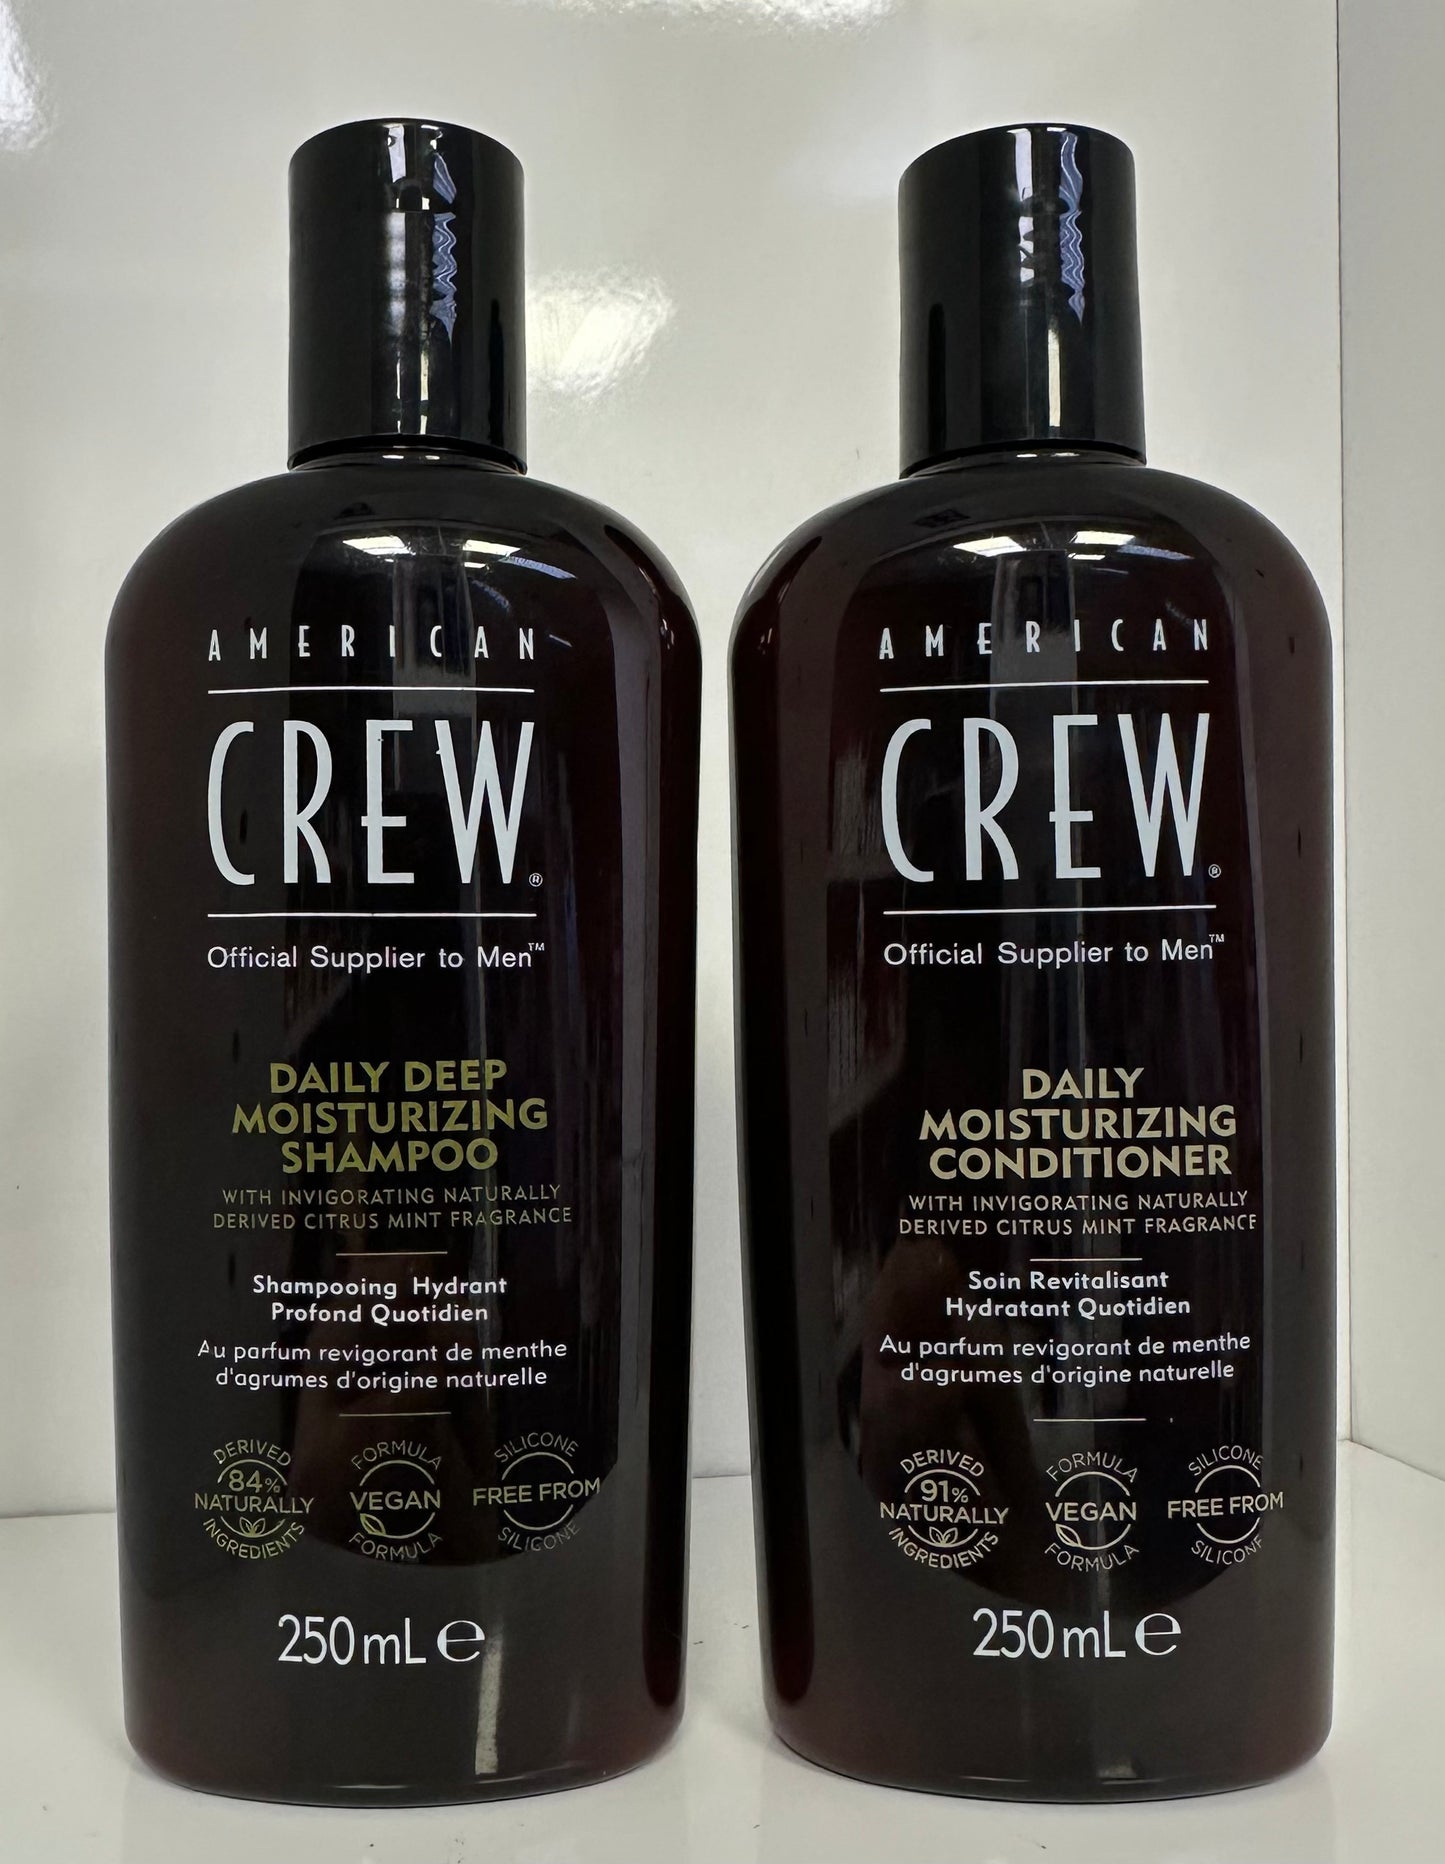 AMERICAN
CREW®
Official Supplier to Men™
DAILY DEEP
MOISTURIZING
SHAMPOO
WITH INVIGORATING NATURALLY
DERIVED CITRUS MINT FRAGRANCE
Shampooing Hydrant
Profond Quotidien
Au parfum revigorant de menthe
d'agrumes d'origine naturelle
DERIVED
84%
NATURALLY
INGREDIENTS
FORMULA
VEGAN
FORMULA
SILICONE
FREE FROM
SILICONE
250 mL ℮
AMERICAN
CREW®
Official Supplier to Men™
DAILY
MOISTURIZING
CONDITIONER
WITH INVIGORATING NATURALLY
DERIVED CITRUS MINT FRAGRANCE
Soin Revitalisant
Hydratant Quotidien
Au parfum revigorant de menthe
d'agrumes d'origine naturelle
DERIVED
91%
NATURALLY
INGREDIENTS
FORMULA
VEGAN
FORMULA
SILICONE
FREE FROM
SILICONE
250 mL ℮